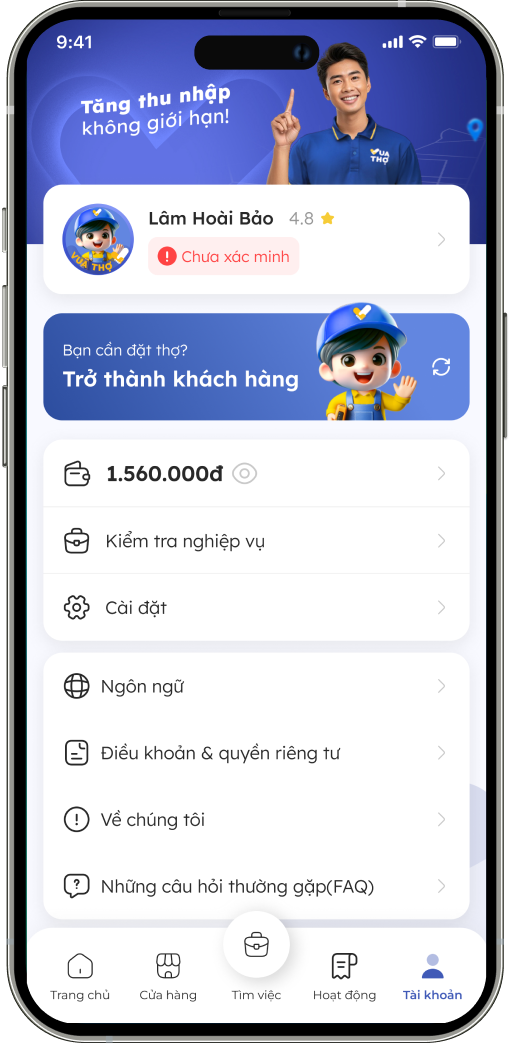 9:41
Tăng thu nhập
không giới hạn!
VUA
THỢ
Lâm Hoài Bảo 4.8
VUA THỢ
Chưa xác minh
Bạn cần đặt thợ?
Trở thành khách hàng
1.560.000đ
Kiểm tra nghiệp vụ
Cài đặt
Ngôn ngữ
Điều khoản & quyền riêng tư
Về chúng tôi
Những câu hỏi thường gặp(FAQ)
Trang chủ
Cửa hàng
Tìm việc
Hoạt động
Tài khoản